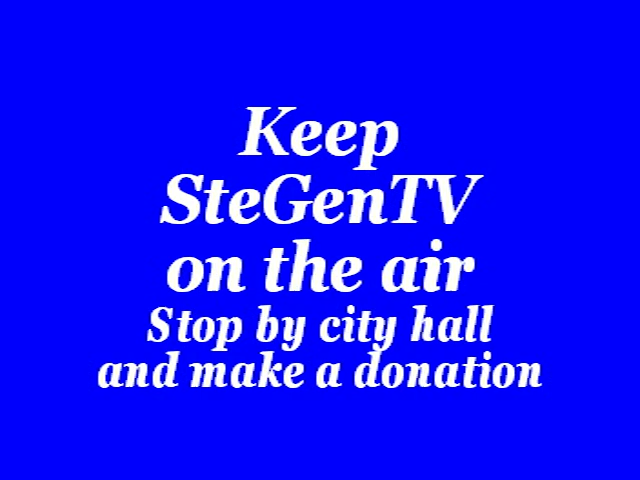 Keep
SteGenTV
on the air
Stop by city hall
and make a donation